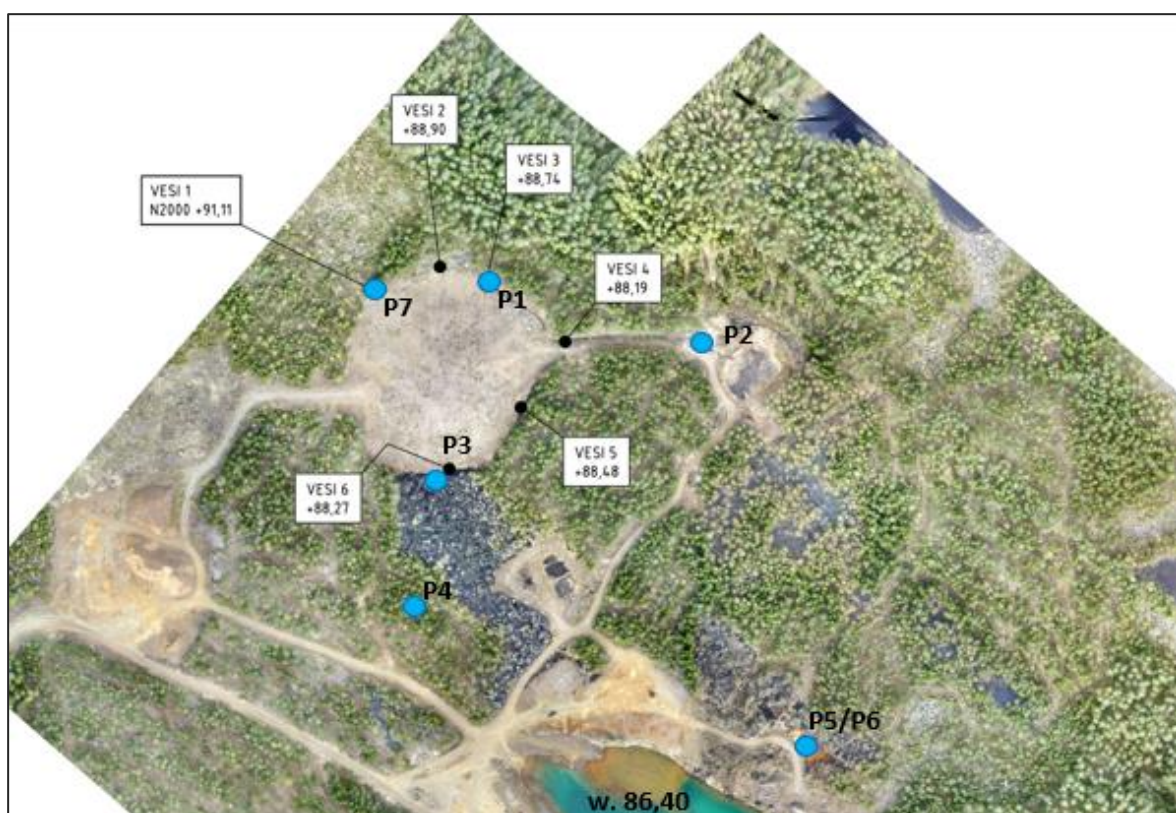 VESI 2
+88,90
VESI 3
+88,74
VESI 1
N2000 +91,11
VESI 4
+88,19
P7
P1
P2
P3
VESI 5
+88,48
VESI 6
+88,27
P4
P5/P6
w. 86,40